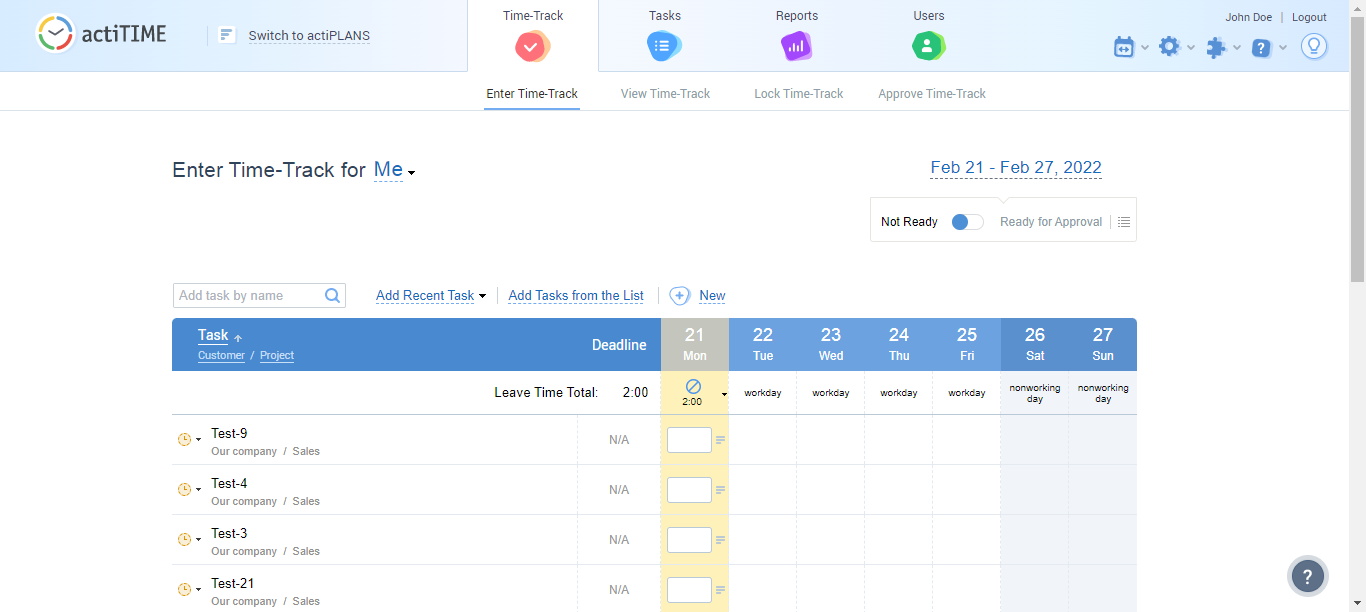 actiTIME
Switch to actiPLANS
Time-Track
Tasks
Reports
Users
John Doe | Logout
Enter Time-Track
View Time-Track
Lock Time-Track
Approve Time-Track
Enter Time-Track for Me
Feb 21 - Feb 27, 2022
Not Ready
Ready for Approval
Add task by name
Add Recent Task
Add Tasks from the List
New
Task
Customer / Project
Deadline
21 Mon
22 Tue
23 Wed
24 Thu
25 Fri
26 Sat
27 Sun
Leave Time Total: 2:00
2:00
workday
workday
workday
workday
nonworking
day
nonworking
day
Test-9
Our company / Sales
N/A
Test-4
Our company / Sales
N/A
Test-3
Our company / Sales
N/A
Test-21
Our company / Sales
N/A
?
?